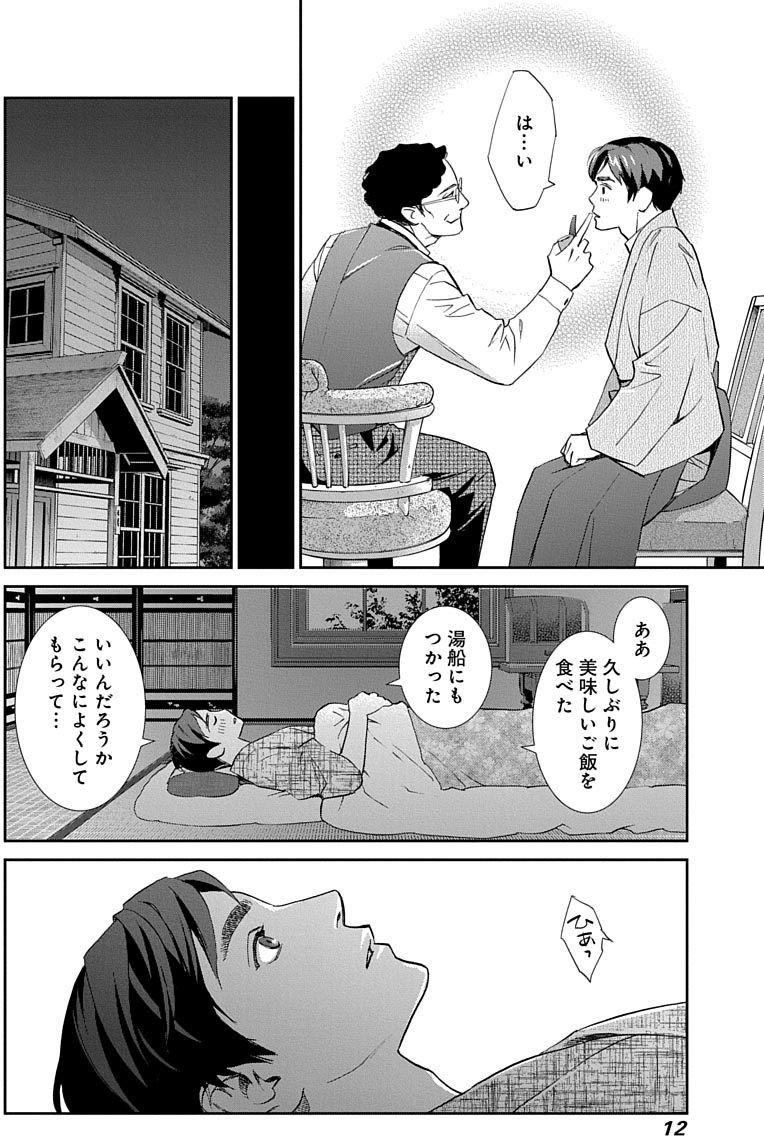 は…い
ああ
久しぶりに
美味しいご飯を
食べた
湯船にも
つかった
いいんだろうか
こんなによくして
もらって…
ひあっ
12